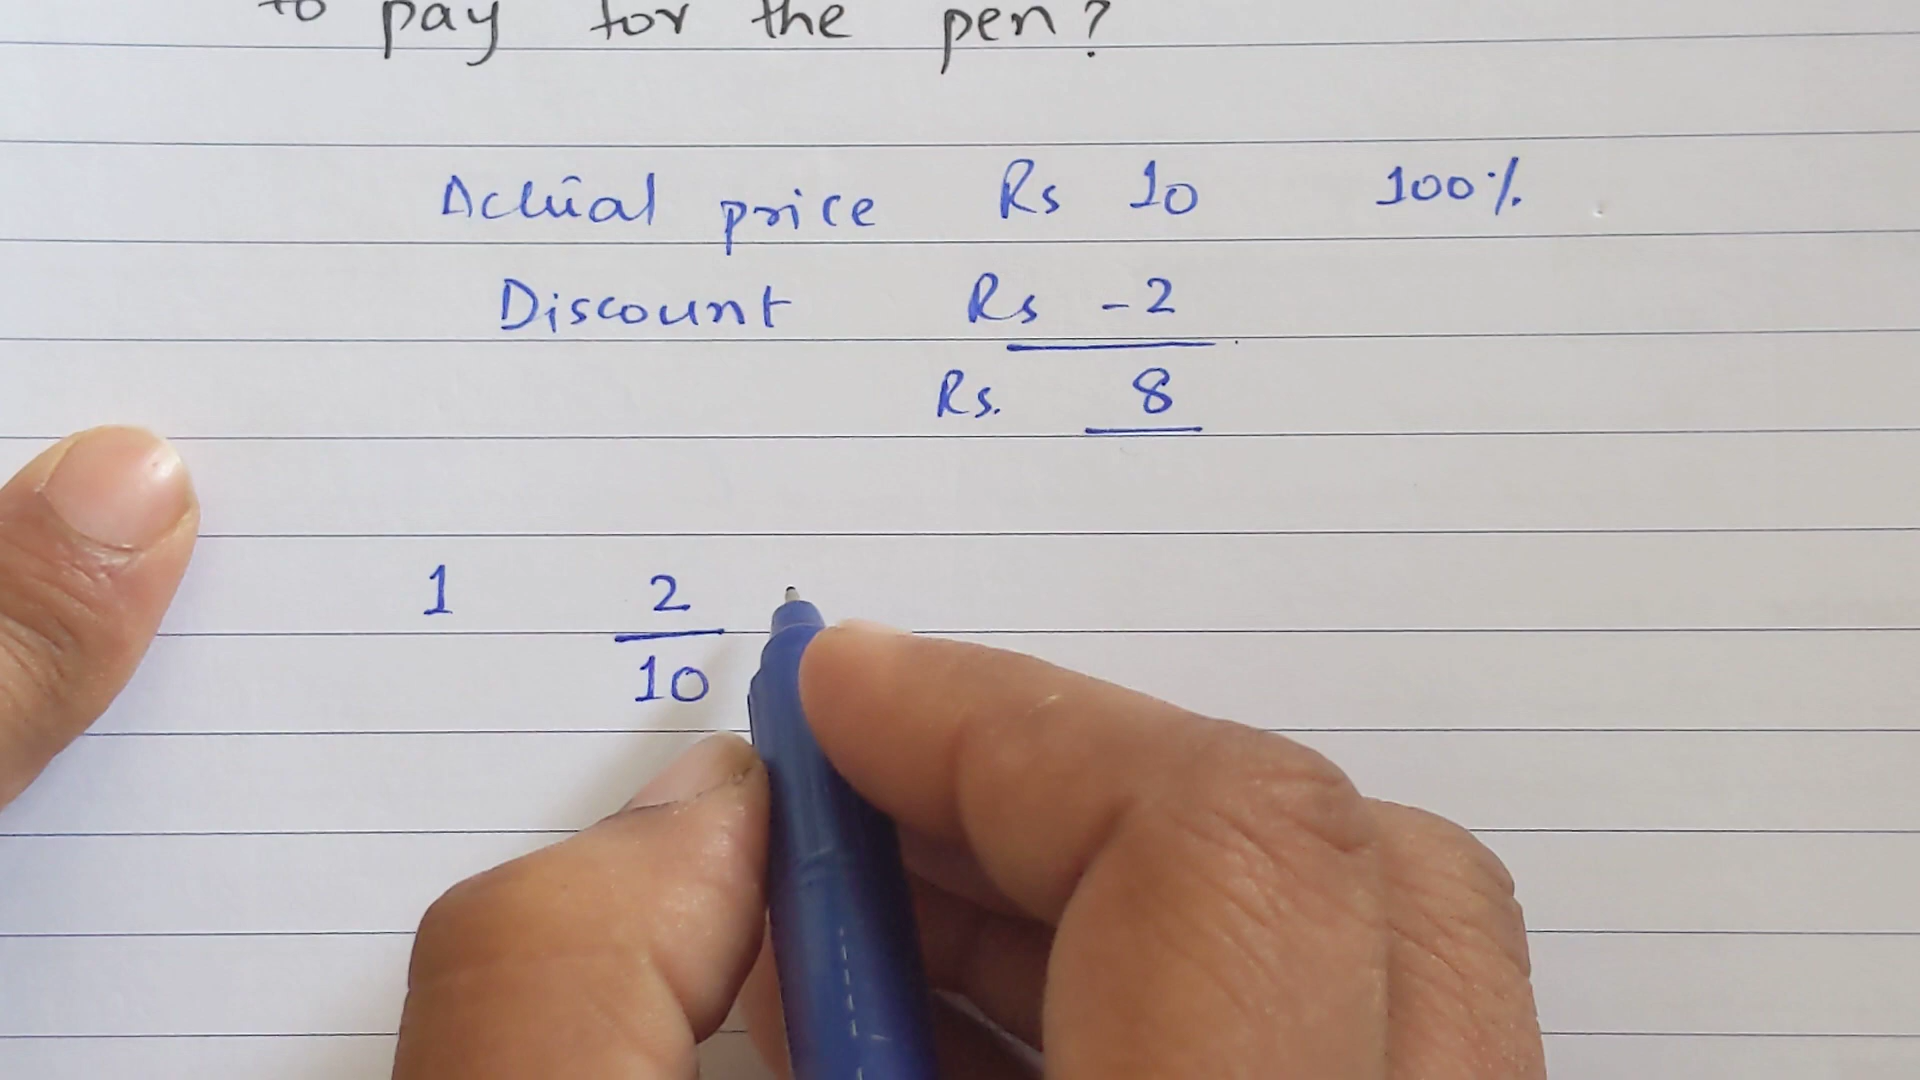 to pay for the pen?
Actual price Rs 10 100%
Discount Rs -2
Rs. 8
1 2
10